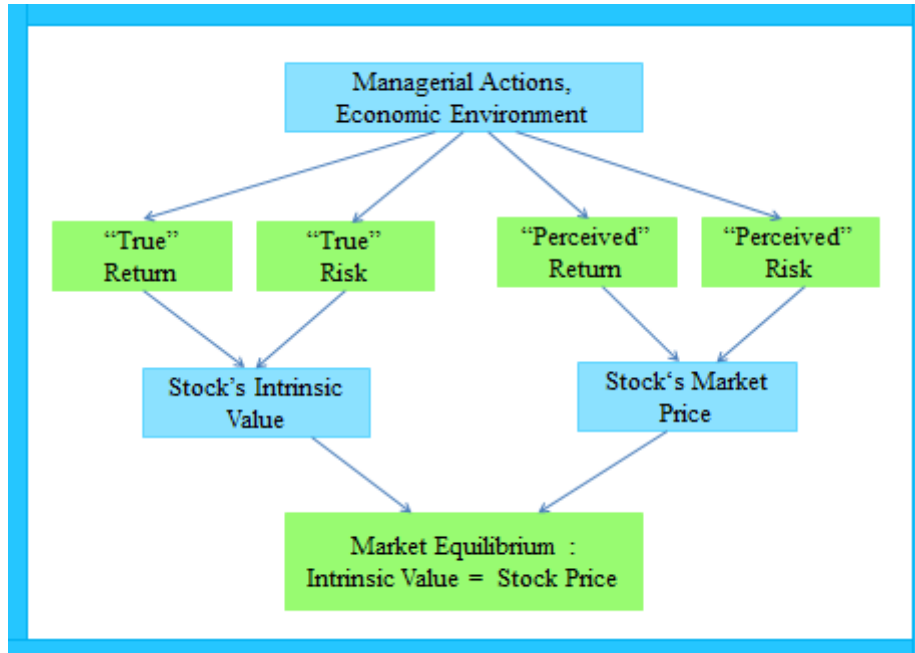 Managerial Actions,
Economic Environment
“True”
Return
“True”
Risk
“Perceived”
Return
“Perceived”
Risk
Stock’s Intrinsic
Value
Stock‘s Market
Price
Market Equilibrium :
Intrinsic Value = Stock Price